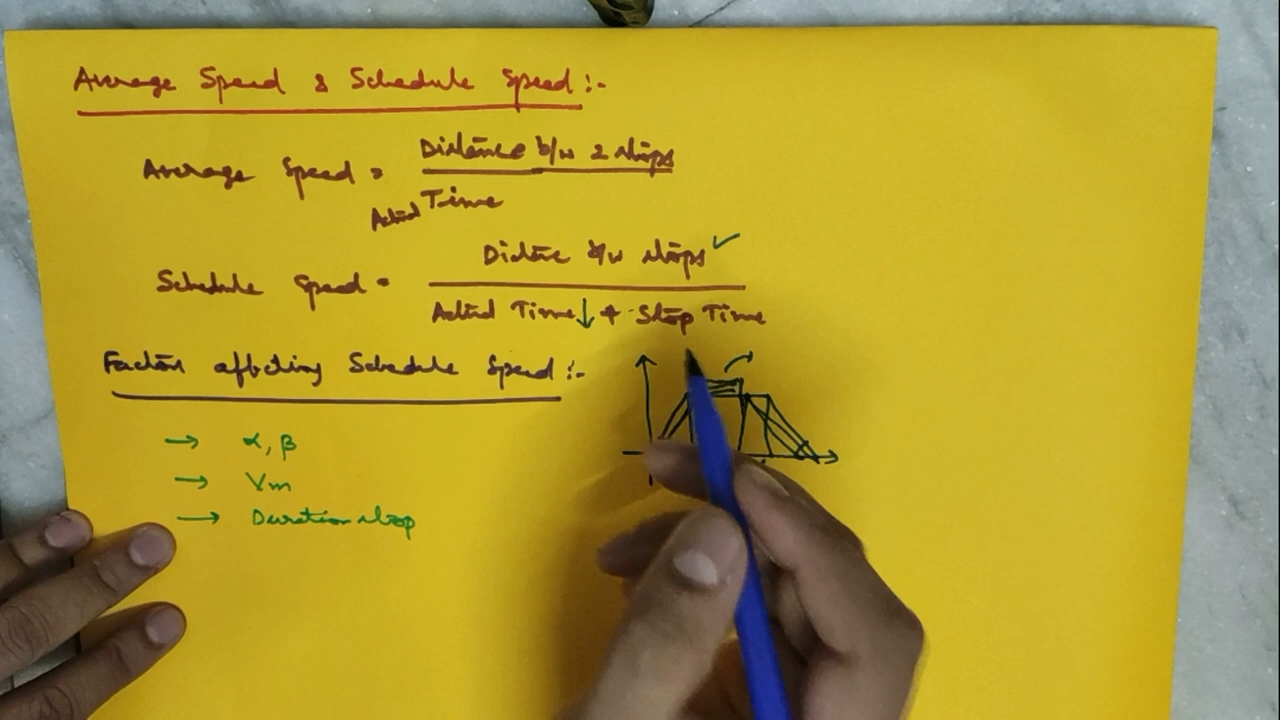 Average Speed & Schedule Speed :-
Average Speed = Distance b/w 2 stops
Actual Time
Schedule Speed = Distance b/w stops ✓
Actual Time ↓ + Stop Time
Factors affecting Schedule Speed :-
→ α, β
→ Vm
→ Duration stop